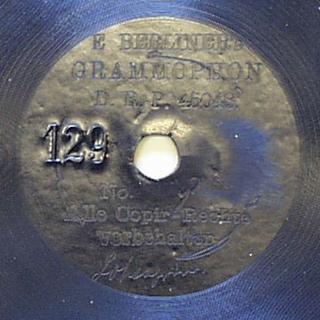 E BERLINER'S
GRAMMOPHON
D. R. P. 45048
129
No.
Alle Copir-Rechte
vorbehalten